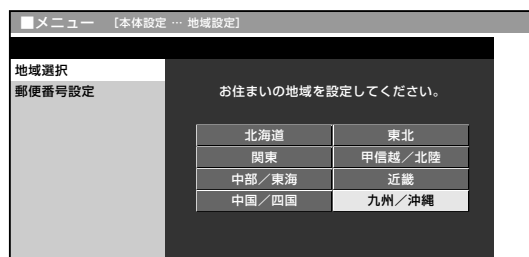 ■メニュー [本体設定 … 地域設定]
地域選択
郵便番号設定
お住まいの地域を設定してください。
北海道 東北
関東 甲信越／北陸
中部／東海 近畿
中国／四国 九州／沖縄